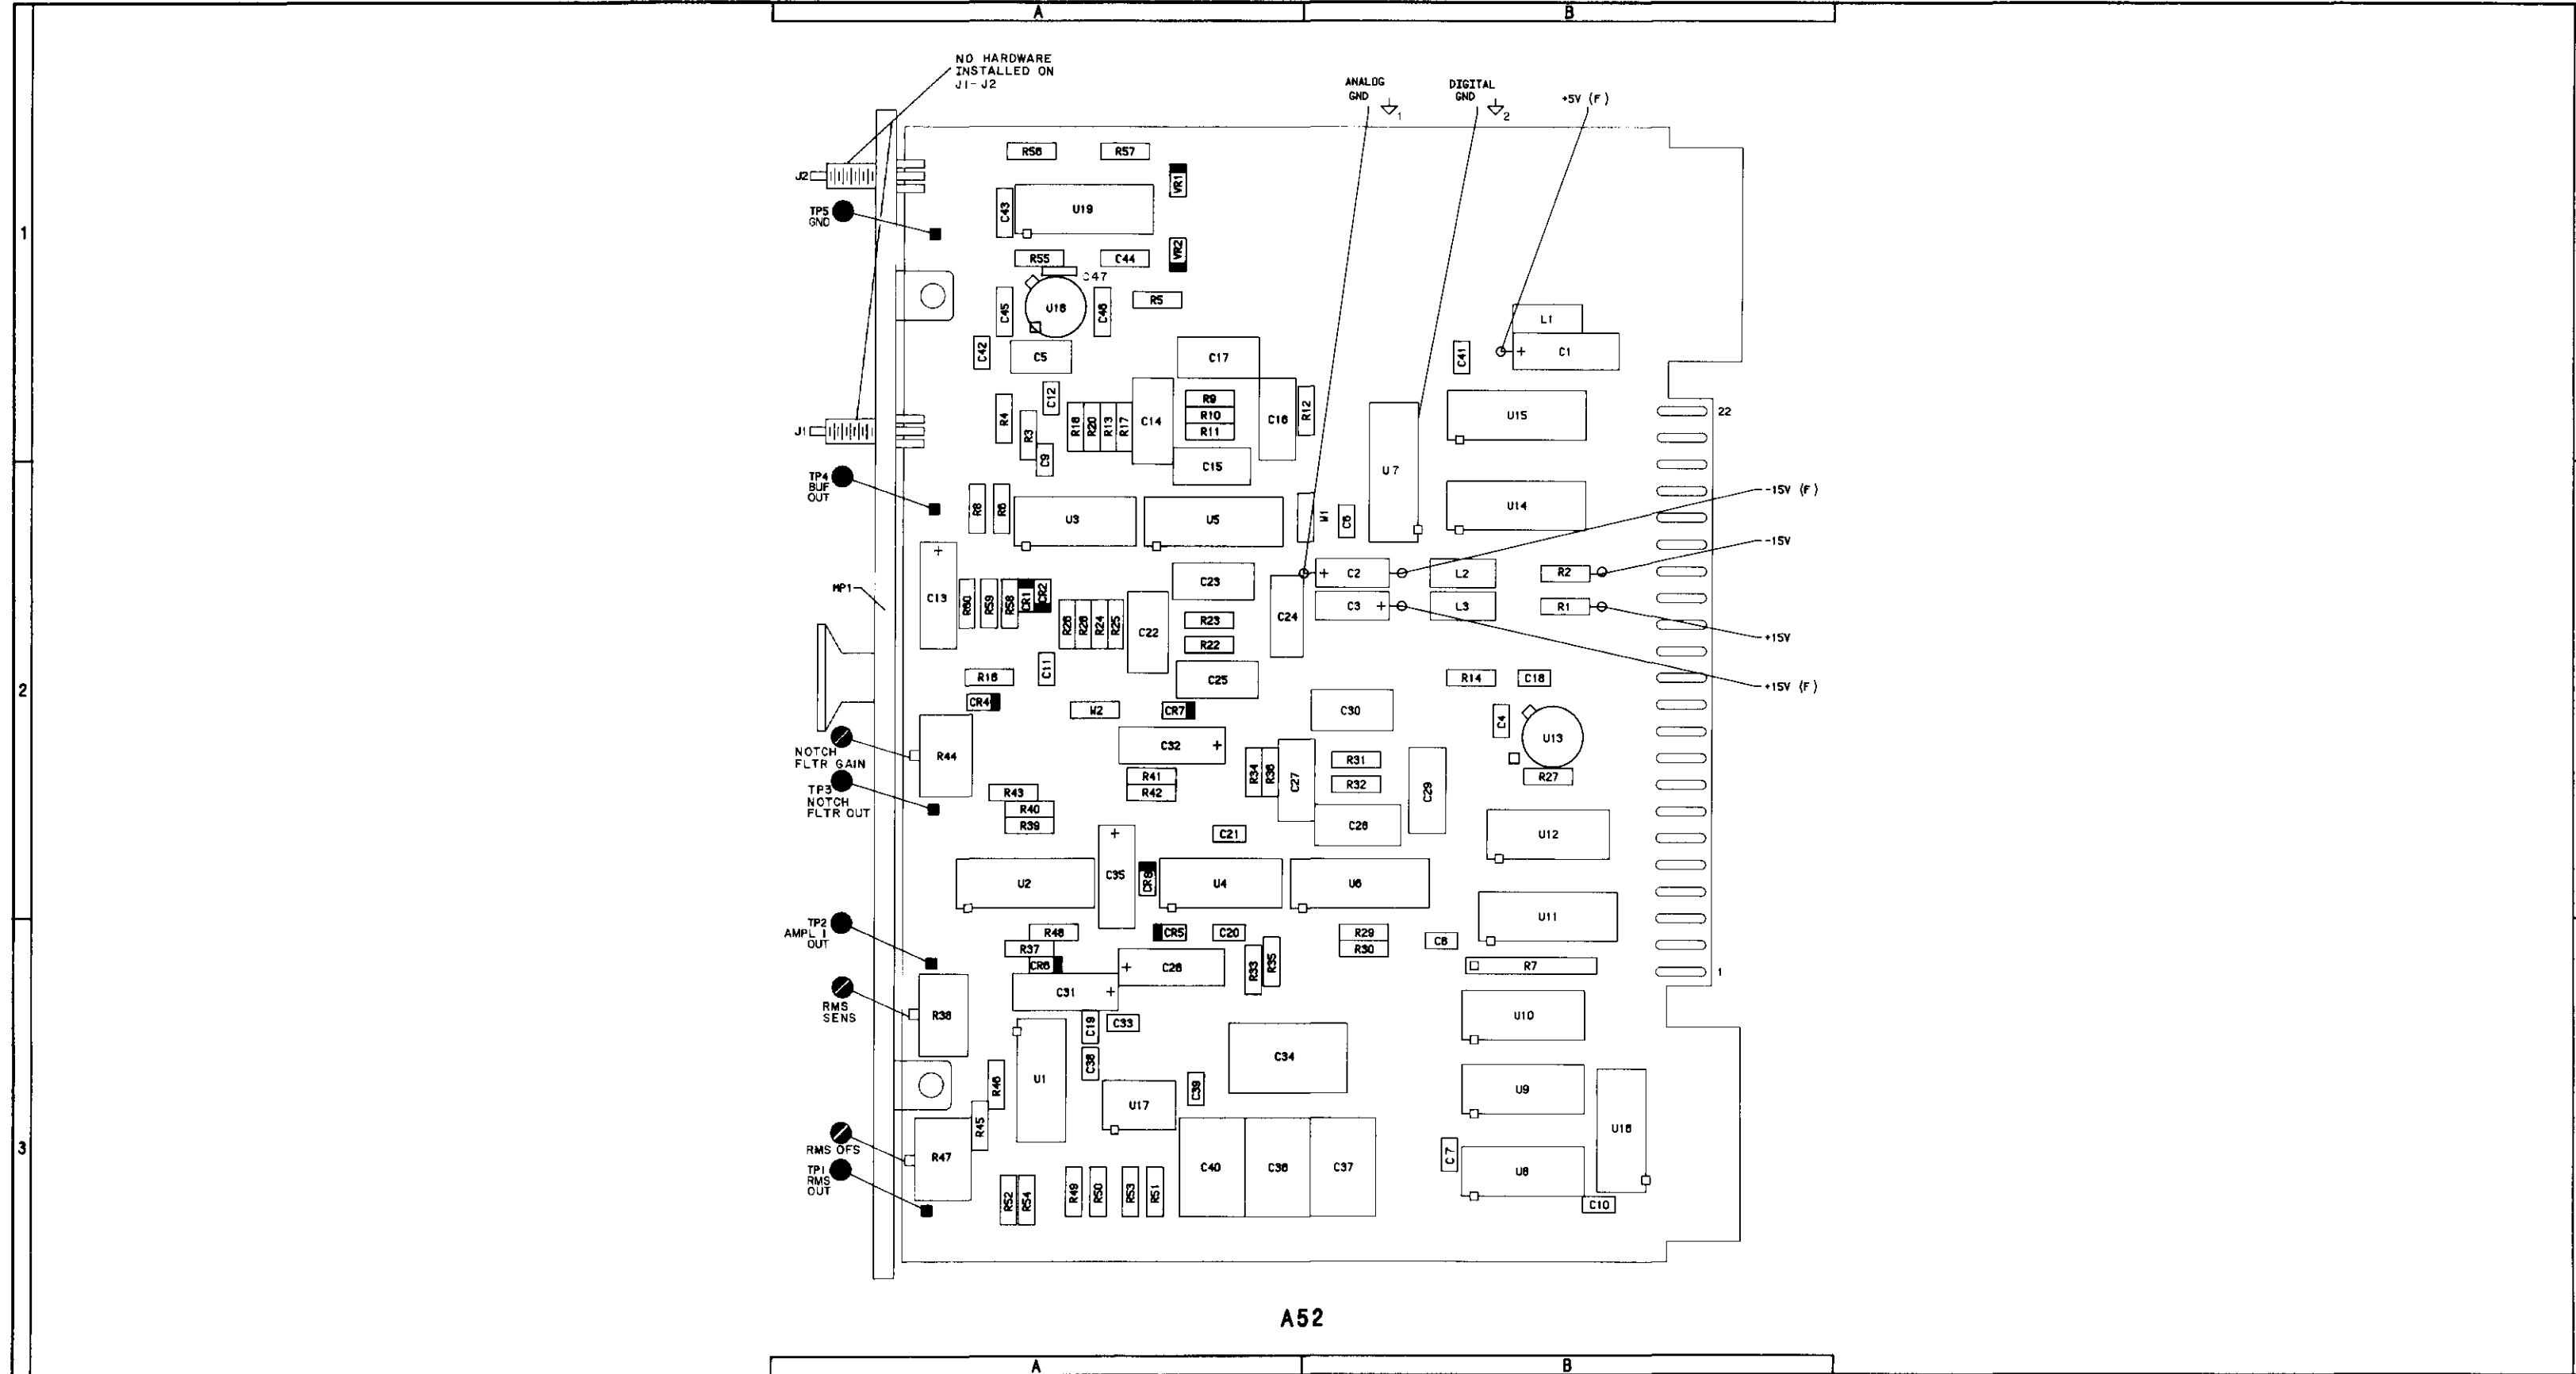 A
B
NO HARDWARE
INSTALLED ON
J1-J2
ANALOG
GND
1
DIGITAL
GND
2
+5V (F)
J2
TP5
GND
R56
R57
VR1
C43
U19
1
R55
C44
VR2
C47
C45
U18
C46
R5
L1
C42
C5
C17
C41
C1
C12
R4
R3
R18
R20
R13
R17
C14
R9
R10
R11
C16
R12
U15
22
J1
C9
C15
U7
TP4
BUF
OUT
R8
R6
U3
U5
W1
C6
U14
-15V (F)
-15V
C13
C23
C2
L2
R2
MP1
R60
R59
R58
CR1
CR2
C24
C3
L3
R1
R24
R25
C22
R23
R22
+15V
R16
C11
C25
R14
C18
+15V (F)
2
CR4
W2
CR7
C30
C4
U13
NOTCH
FLTR GAIN
R44
C32
R34
R36
C27
R31
R32
C29
R27
R41
R42
TP3
NOTCH
FLTR OUT
R43
R40
R39
C21
C35
U12
U2
U4
U6
U11
TP2
AMPL 1
OUT
R48
CR5
C20
R29
R30
C8
R37
CR6
R33
R35
R7
1
C31
RMS
SENS
R38
C19
C33
U10
C34
C38
U1
R46
U17
C39
U9
R45
U16
RMS OFS
R47
C40
C36
C37
C7
U8
3
TP1
RMS
OUT
R52
R54
R49
R50
R53
R51
C10
A52
A
B